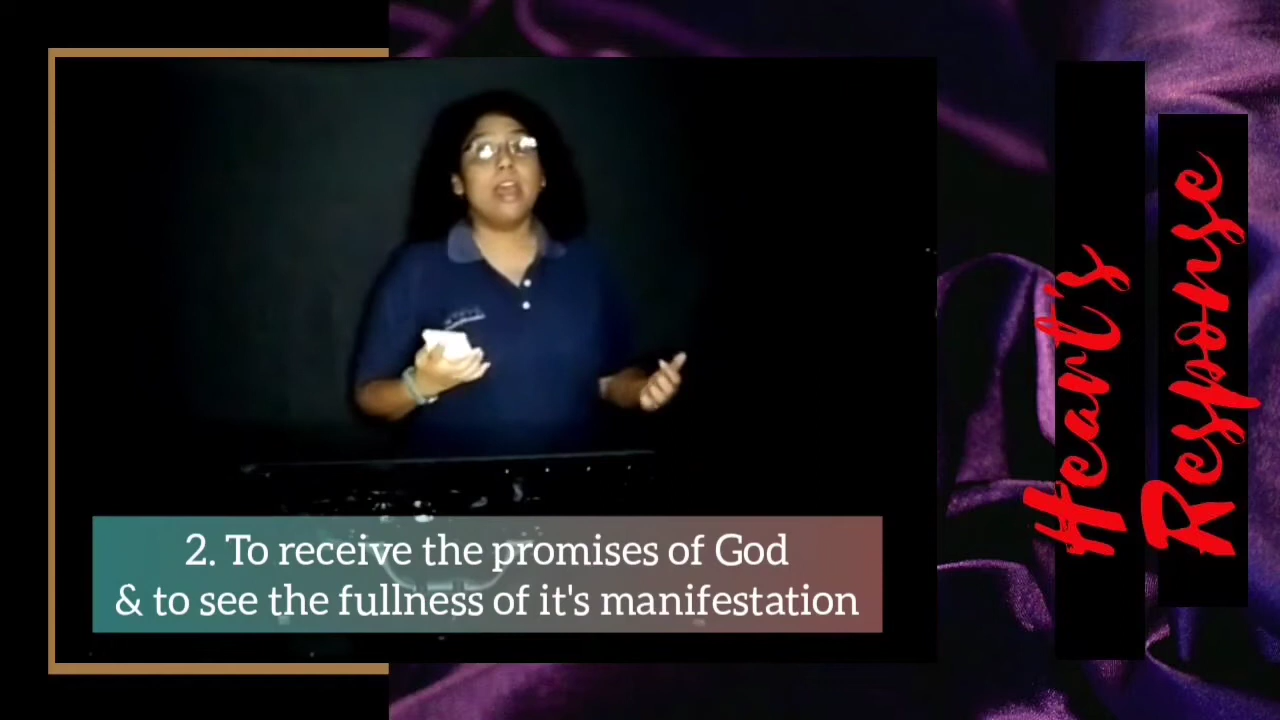 2. To receive the promises of God
& to see the fullness of it's manifestation
Heart's
Response